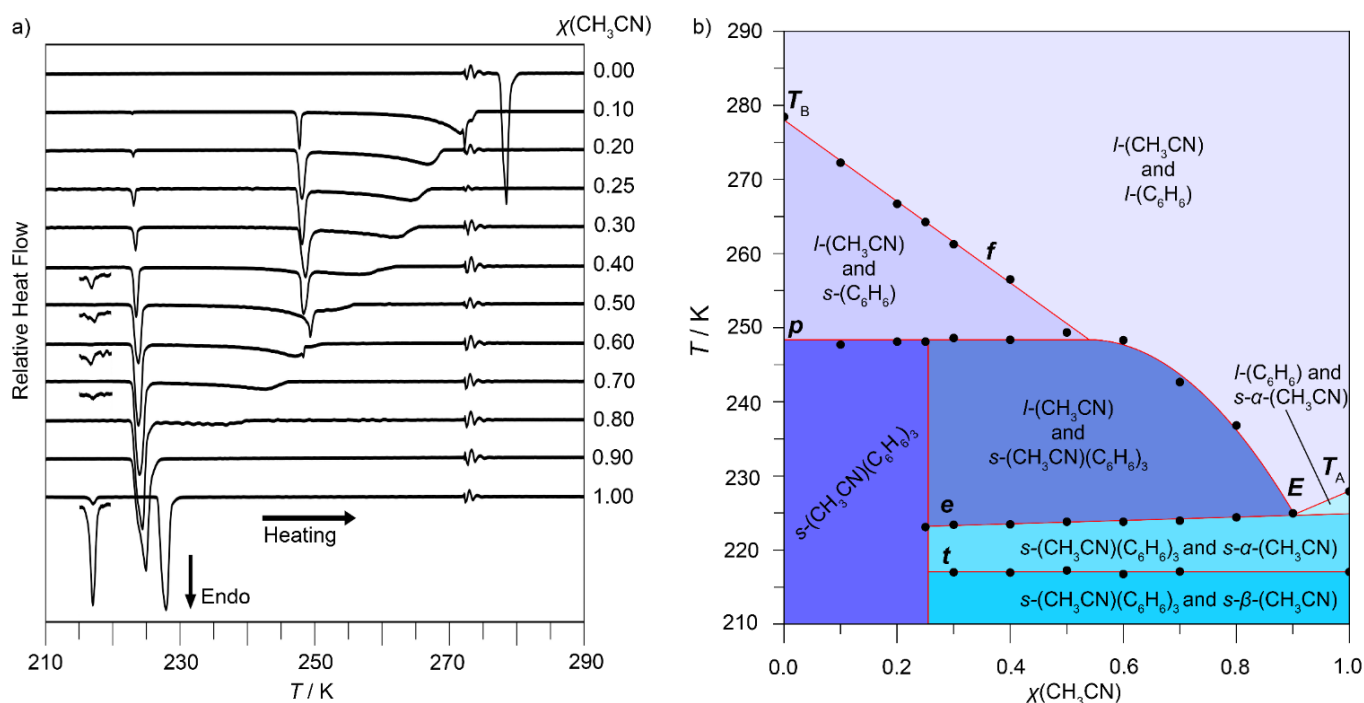 a)
χ(CH₃CN)
0.00
0.10
0.20
0.25
0.30
0.40
0.50
0.60
0.70
0.80
0.90
1.00
Relative Heat Flow
Heating
Endo
210
230
250
270
290
T / K
b)
290
280
270
260
250
240
230
220
210
T / K
T_B
l-(CH₃CN)
and
l-(C₆H₆)
f
l-(CH₃CN)
and
s-(C₆H₆)
p
l-(C₆H₆) and
s-α-(CH₃CN)
l-(CH₃CN)
and
s-(CH₃CN)(C₆H₆)₃
s-(CH₃CN)(C₆H₆)₃
T_A
E
e
s-(CH₃CN)(C₆H₆)₃ and s-α-(CH₃CN)
t
s-(CH₃CN)(C₆H₆)₃ and s-β-(CH₃CN)
0.0
0.2
0.4
0.6
0.8
1.0
χ(CH₃CN)